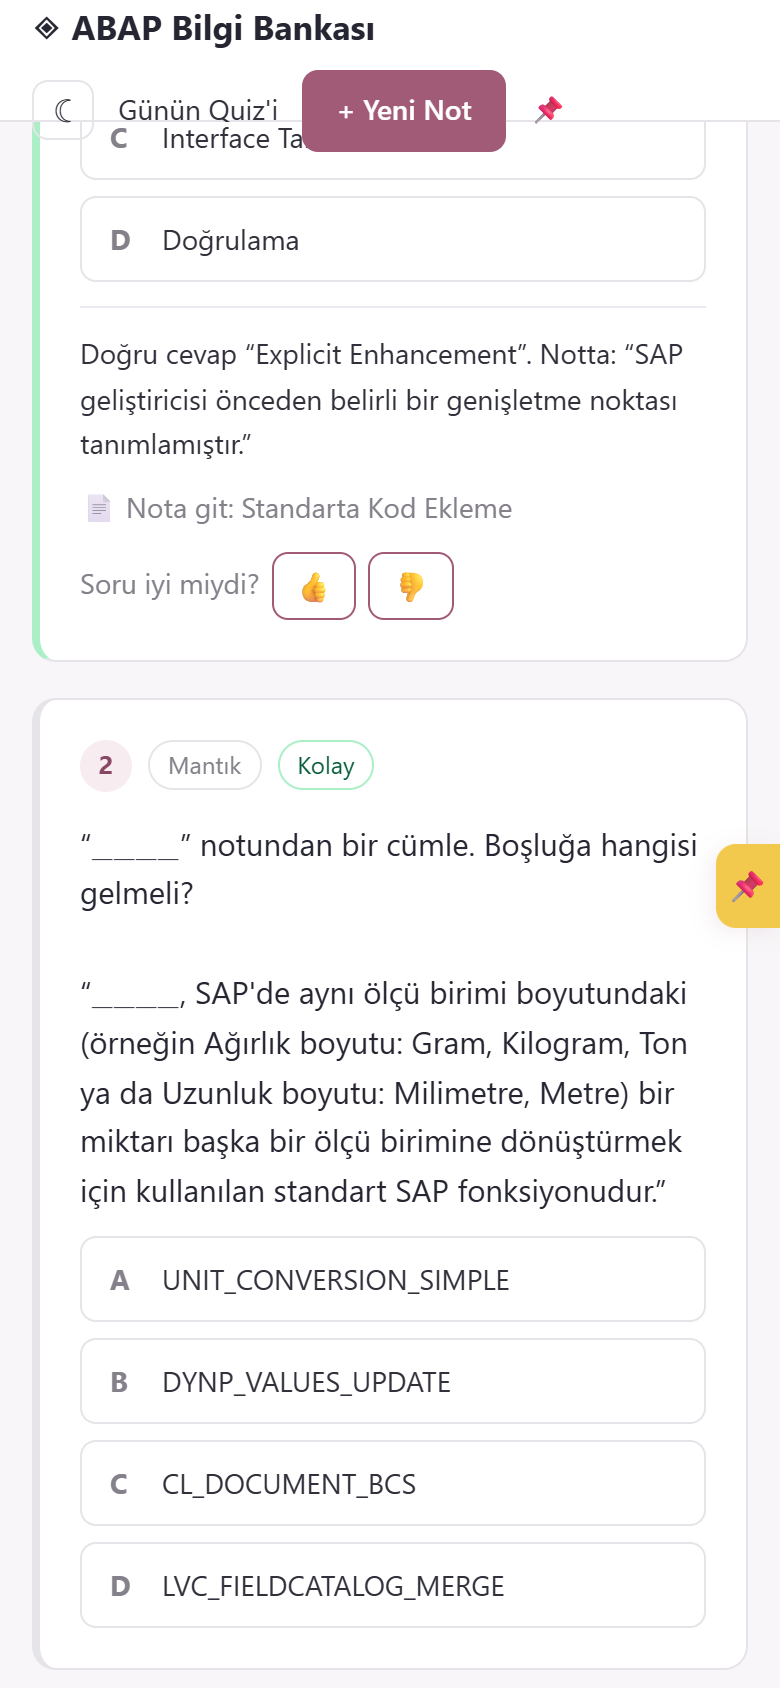 ABAP Bilgi Bankası
Günün Quiz'i
+ Yeni Not
C Interface
D Doğrulama
Doğru cevap “Explicit Enhancement”. Notta: “SAP
geliştiricisi önceden belirli bir genişletme noktası
tanımlamıştır.”
Nota git: Standarta Kod Ekleme
Soru iyi miydi?
2 Mantık Kolay
“_____” notundan bir cümle. Boşluğa hangisi
gelmeli?
“_____, SAP'de aynı ölçü birimi boyutundaki
(örneğin Ağırlık boyutu: Gram, Kilogram, Ton
ya da Uzunluk boyutu: Milimetre, Metre) bir
miktarı başka bir ölçü birimine dönüştürmek
için kullanılan standart SAP fonksiyonudur.”
A UNIT_CONVERSION_SIMPLE
B DYNP_VALUES_UPDATE
C CL_DOCUMENT_BCS
D LVC_FIELDCATALOG_MERGE